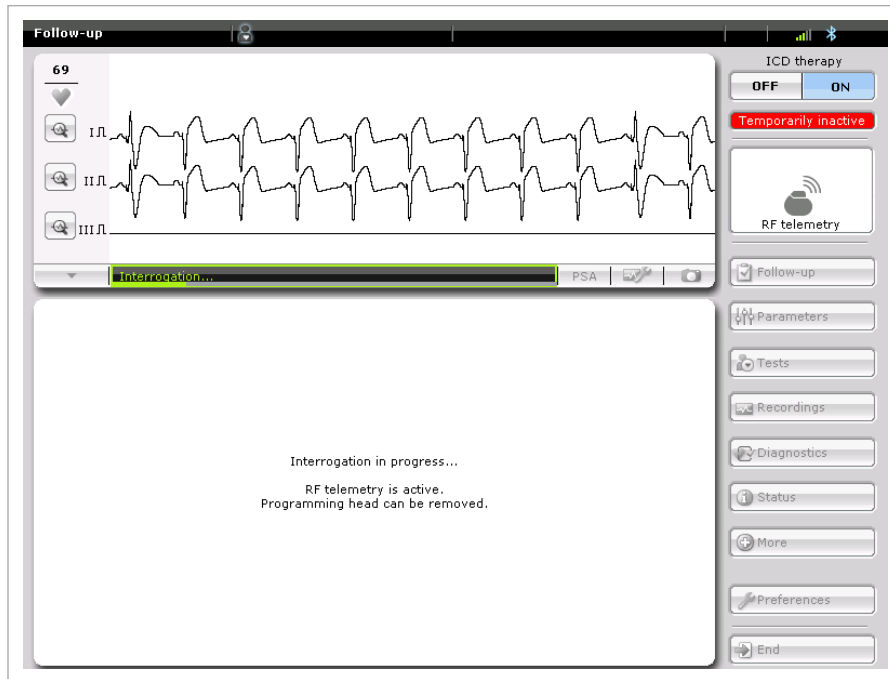 Follow-up
69
I
II
III
Interrogation...
PSA
Interrogation in progress...
RF telemetry is active.
Programming head can be removed.
ICD therapy
OFF ON
Temporarily inactive
RF telemetry
Follow-up
Parameters
Tests
Recordings
Diagnostics
Status
More
Preferences
End